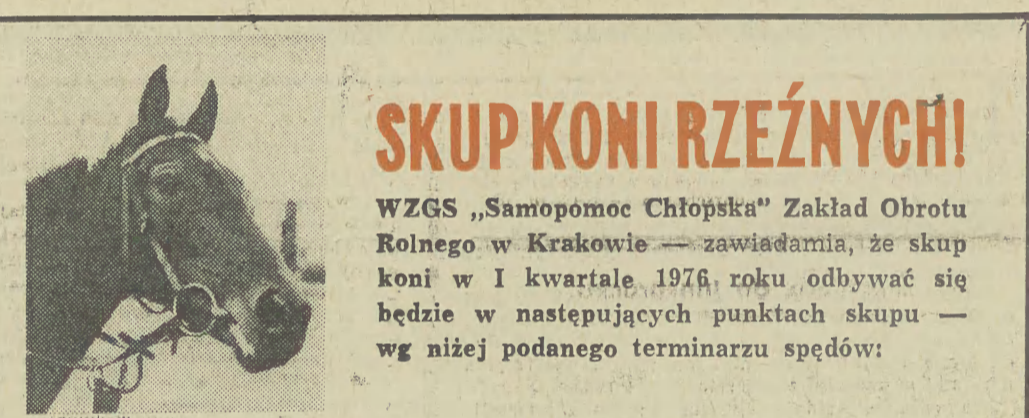 SKUP KONI RZEŹNYCH!
WZGS „Samopomoc Chłopska" Zakład Obrotu
Rolnego w Krakowie — zawiadamia, że skup
koni w I kwartale 1976 roku odbywać się
będzie w następujących punktach skupu —
wg niżej podanego terminarzu spędów: